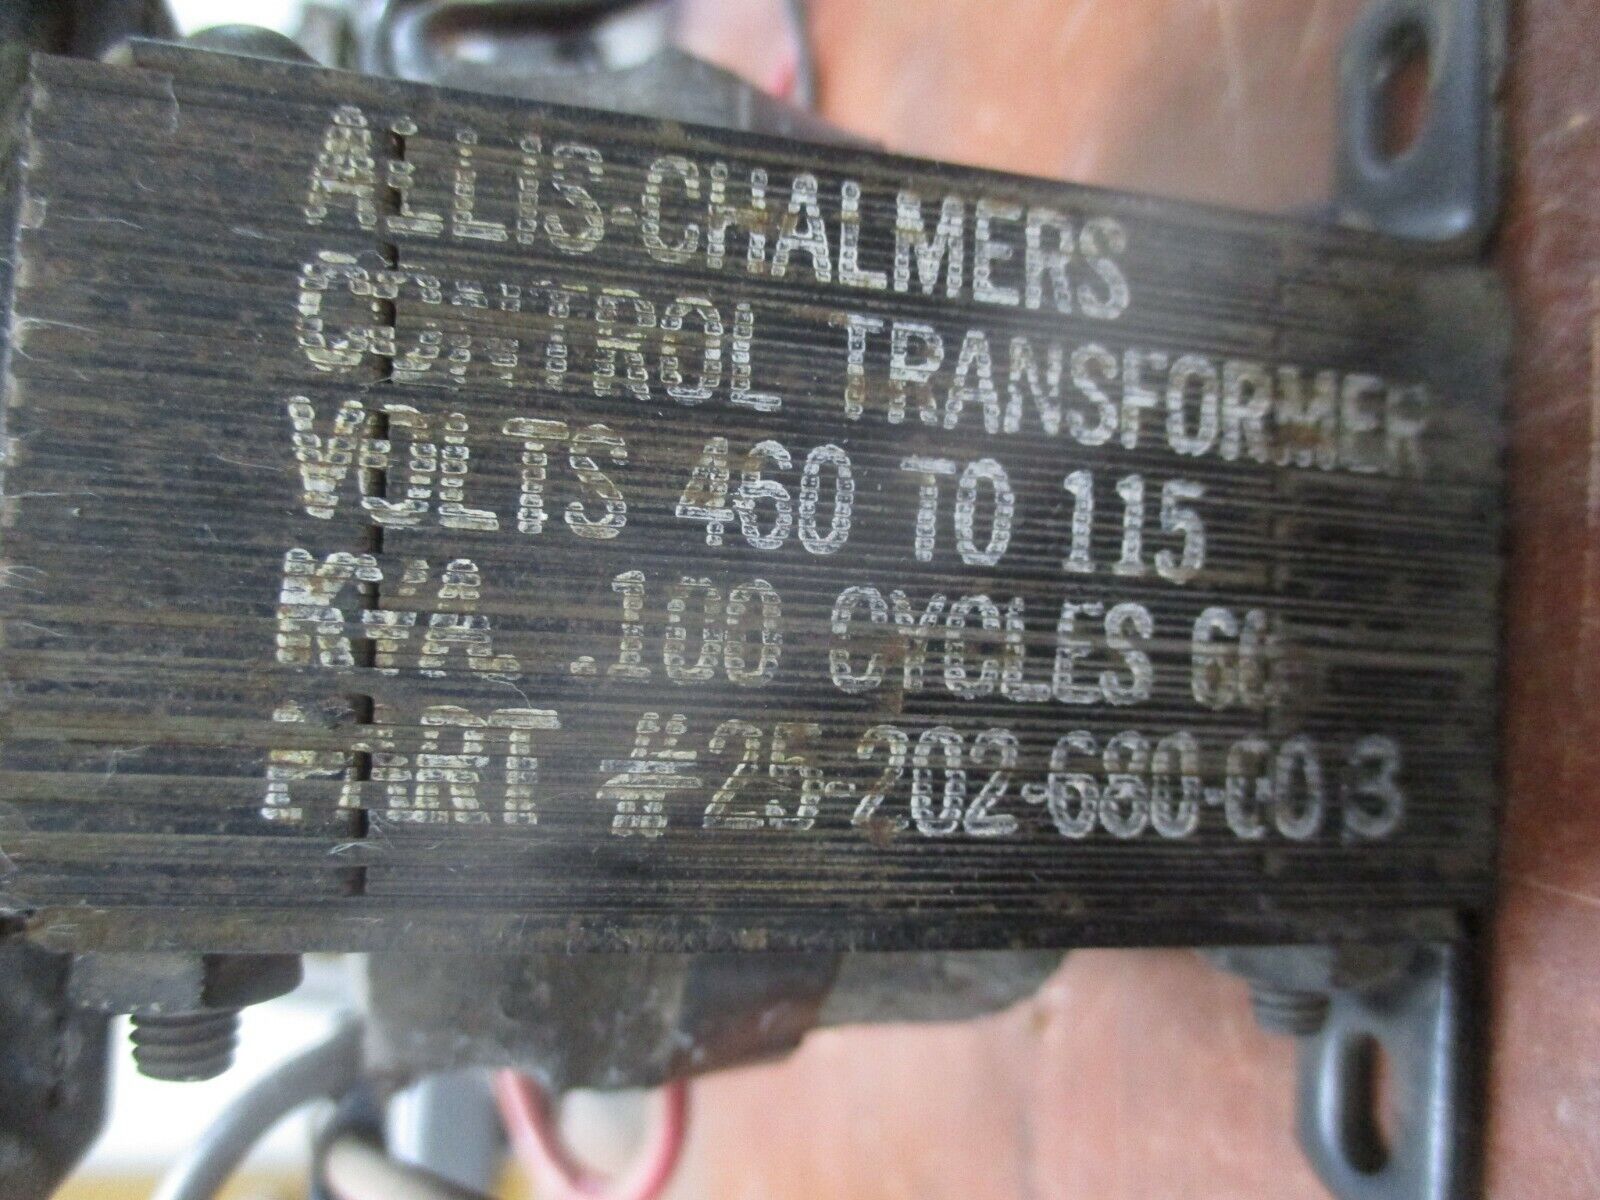 ALLIS-CHALMERS
CONTROL TRANSFORMER
VOLTS 460 TO 115
KVA. .100 CYCLES 60
PART #25-202-680-003